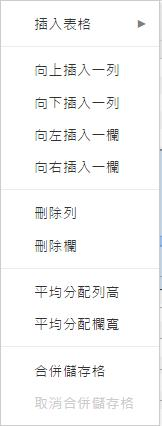 插入表格
向上插入一列
向下插入一列
向左插入一欄
向右插入一欄
刪除列
刪除欄
平均分配列高
平均分配欄寬
合併儲存格
取消合併儲存格